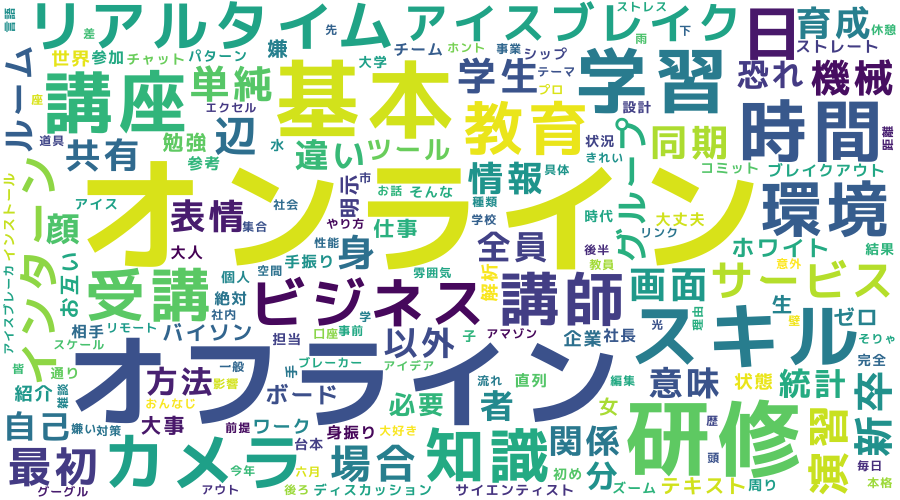 言語
リアルタイム
アイスブレイク
差
嫌
先
チーム
ストレス
ホント
事業
シップ
雨
下
日
育成
休憩
ストレート
世界
参加
チャット
パターン
大学
学生
テーマ
プロ
学習
恐れ
機械
ルーム
座
講座
単純
エクセル
基本
教育
設計
時間
距離
道具
共有
勉強
参考
辺
水
違い
ツール
情報
具体
状況
きれい
グループ
同期
コミット
ブレイクアウト
インストール
アイス
インターン
オンライン
明示
市
お話
そんな
種類
学校
時代
リンク
大丈夫
環境
顔
表情
社会
集合
やり方
仕事
全員
後半
教員
ホワイト
結果
お互い
大人
手振り
性能
身
雰囲気
解析
画面
サービス
意外
アイスブレーカ
受講
個人
絶対
空間
社内
ビジネス
講師
生
ゼロ
壁
光
理由
スキル
そりゃ
相手
リモート
バイソン
担当
口座
事前
学
以外
子
アマゾン
企業
社長
スケール
皆
通り
オフライン
方法
一般
影響
手
ブレーカー
アイデア
流れ
直列
編集
意味
状態
統計
完全
紹介
雑談
おんなじ
ボード
必要
者
女
研修
歴
演習
新卒
自己
嫌い
対策
大事
前提
ワーク
台本
身振り
大好き
知識
関係
頭
毎日
最初
カメラ
今年
六月
場合
分
初め
テキスト
周り
本格
グーグル
アウト
後ろ
ディスカッション
サイエンティスト
ズーム